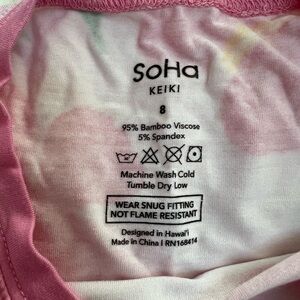 SoHa
KEIKI
8
95% Bamboo Viscose
5% Spandex
Machine Wash Cold
Tumble Dry Low
WEAR SNUG FITTING
NOT FLAME RESISTANT
Designed in Hawai'i
Made in China | RN168414